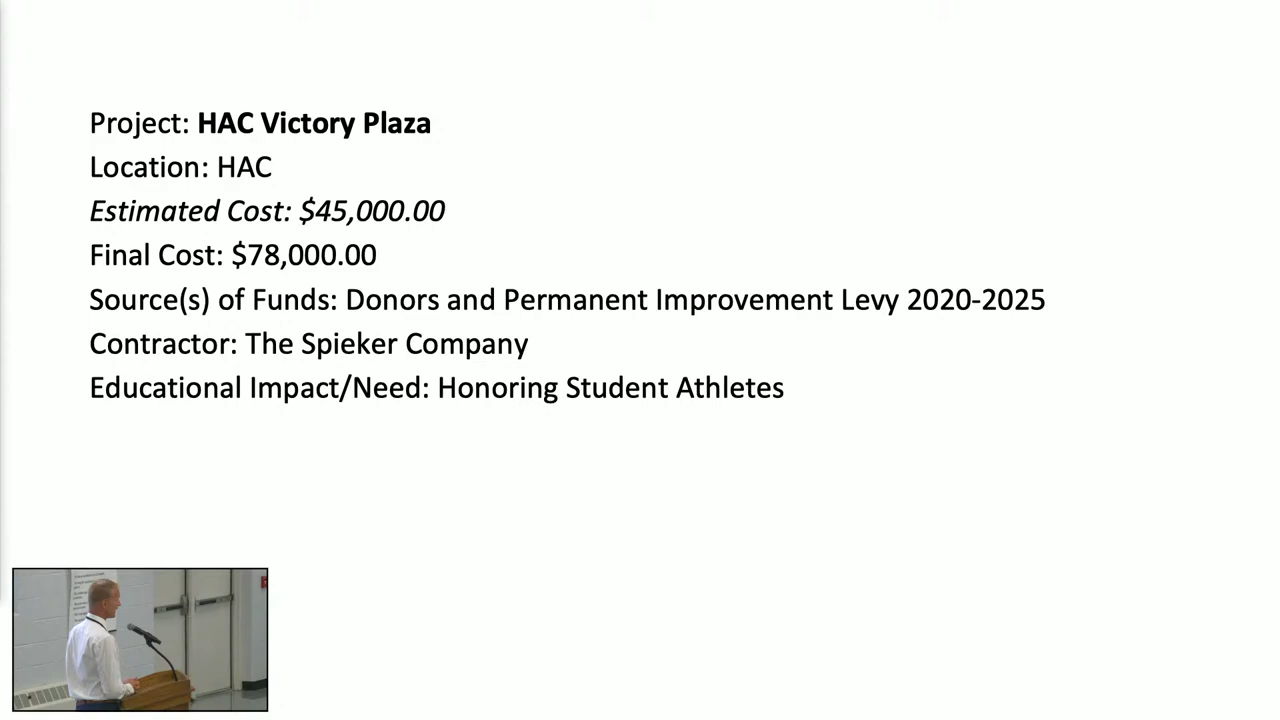 Project: HAC Victory Plaza
Location: HAC
Estimated Cost: $45,000.00
Final Cost: $78,000.00
Source(s) of Funds: Donors and Permanent Improvement Levy 2020-2025
Contractor: The Spieker Company
Educational Impact/Need: Honoring Student Athletes